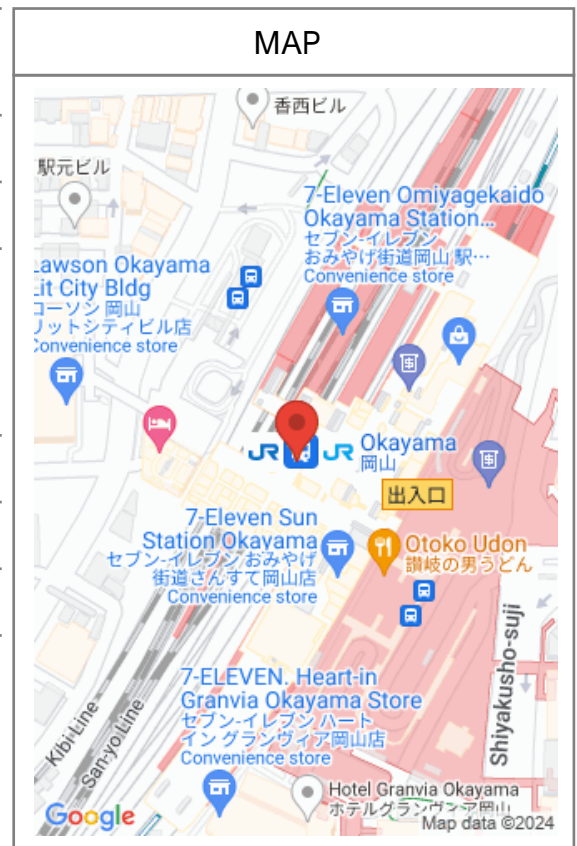 MAP
香西ビル
駅元ビル
7-Eleven Omiyagekaido
Okayama Station...
セブン-イレブン
おみやげ街道岡山 駅…
Convenience store
Lawson Okayama
Lit City Bldg
ローソン 岡山
リットシティビル店
Convenience store
JR
JR
Okayama
岡山
出入口
7-Eleven Sun
Station Okayama
セブン-イレブン おみやげ
街道さんすて岡山店
Convenience store
Otoko Udon
讃岐の男うどん
Shiyakusho-suji
7-ELEVEN. Heart-in
Granvia Okayama Store
セブン-イレブン ハート
イン グランヴィア岡山店
Convenience store
Kibi Line
San-yo Line
Hotel Granvia Okayama
ホテルグランヴィア岡山
Google
Map data ©2024